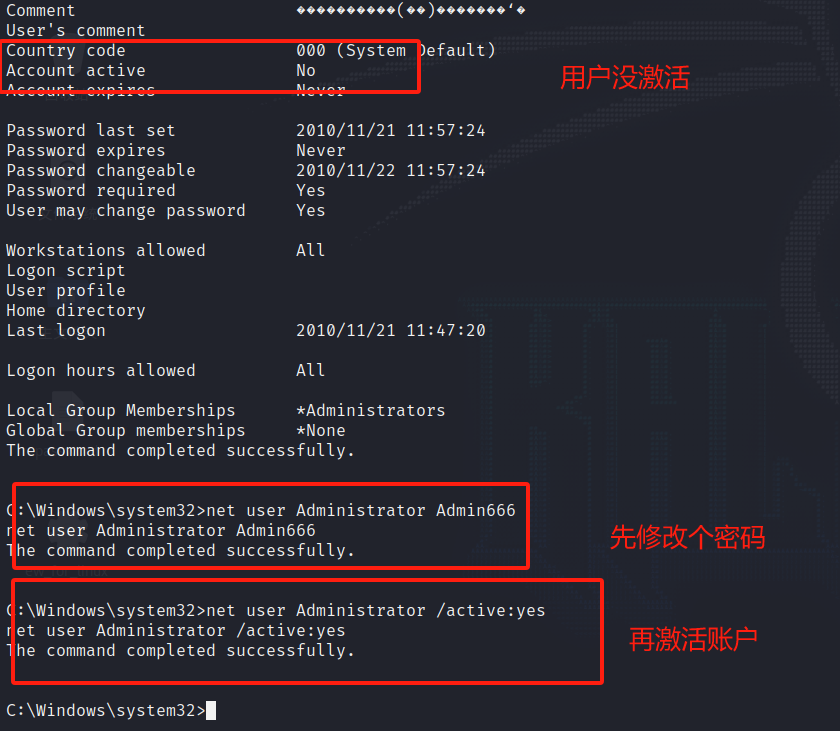 Comment ���������(��)�������‘�
User's comment
Country code 000 (System Default)
Account active No
用户没激活
Account expires Never
Password last set 2010/11/21 11:57:24
Password expires Never
Password changeable 2010/11/22 11:57:24
Password required Yes
User may change password Yes
Workstations allowed All
Logon script
User profile
Home directory
Last logon 2010/11/21 11:47:20
Logon hours allowed All
Local Group Memberships *Administrators
Global Group memberships *None
The command completed successfully.
C:\Windows\system32>net user Administrator Admin666
net user Administrator Admin666
先修改个密码
The command completed successfully.
C:\Windows\system32>net user Administrator /active:yes
net user Administrator /active:yes
再激活账户
The command completed successfully.
C:\Windows\system32>